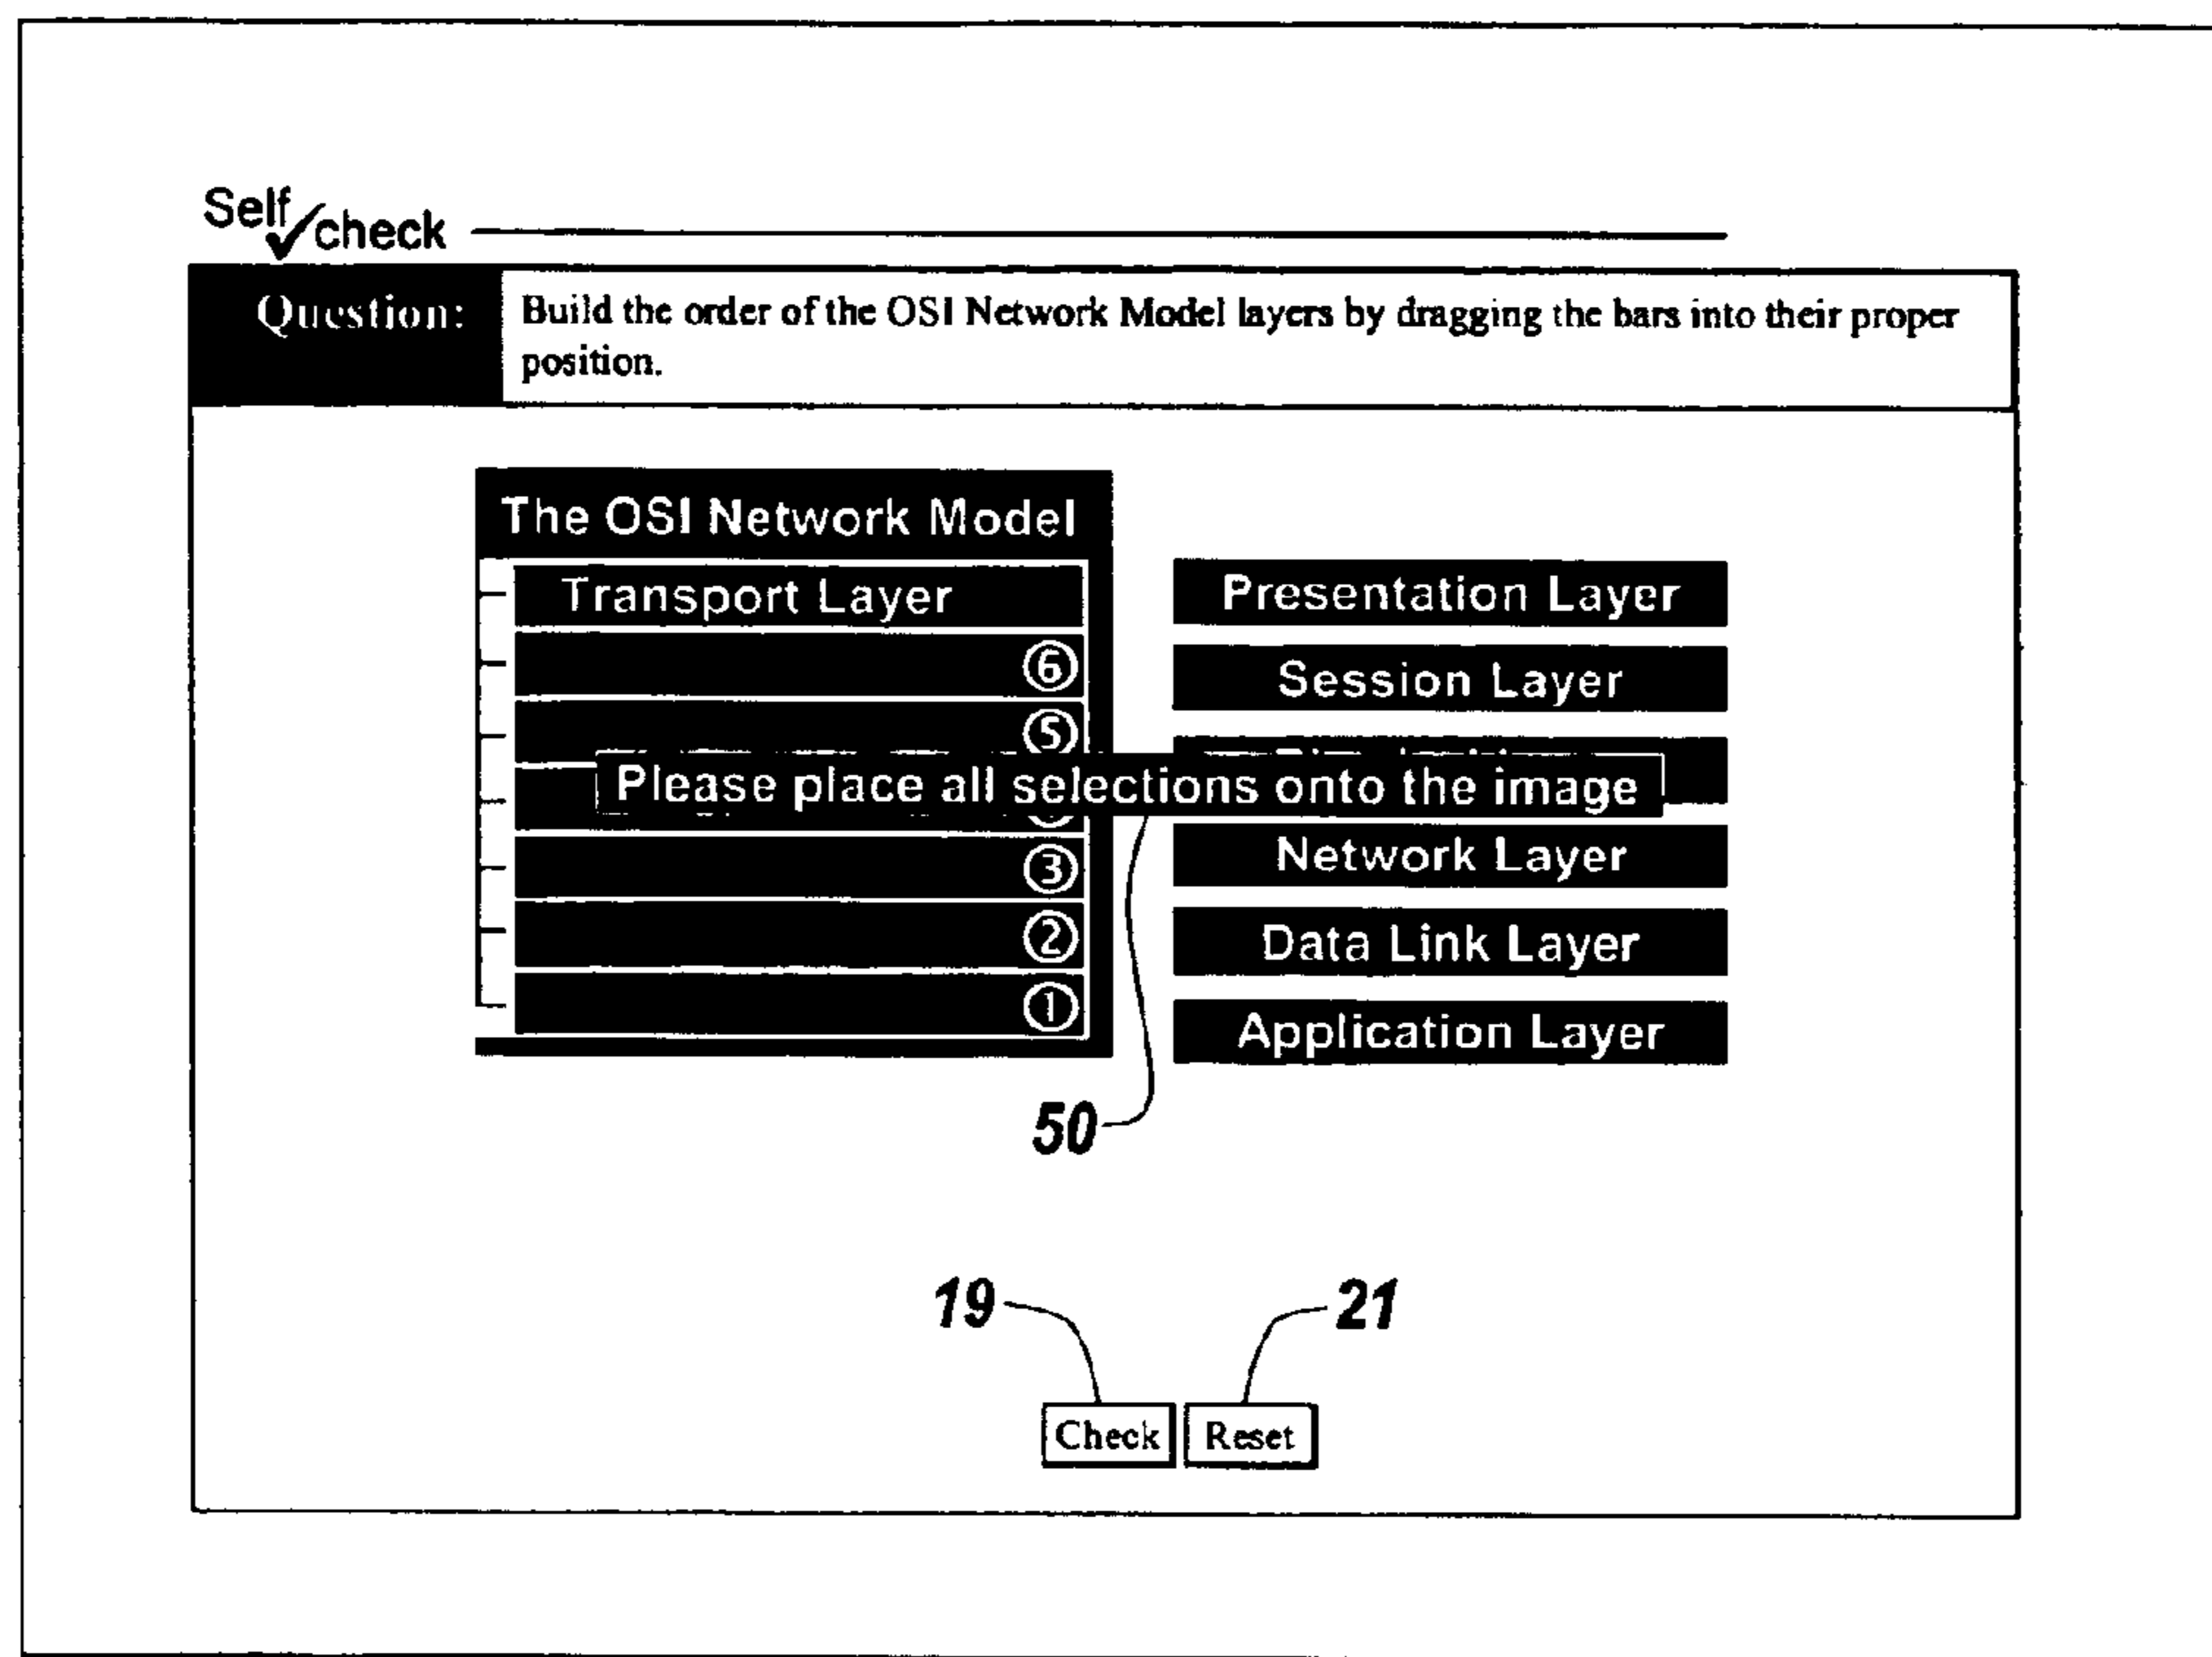 Self check
Question:
Build the order of the OSI Network Model layers by dragging the bars into their proper
position.
The OSI Network Model
Transport Layer
6
5
3
2
1
Presentation Layer
Session Layer
Please place all selections onto the image
Network Layer
Data Link Layer
Application Layer
50
19
21
Check
Reset